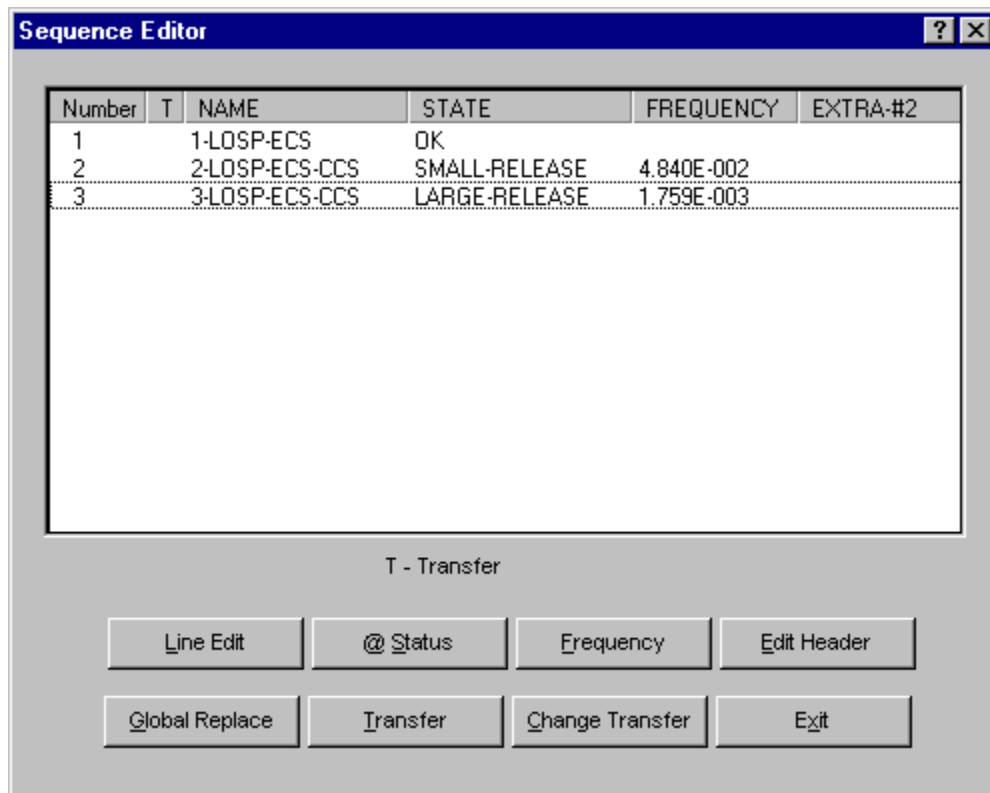 Sequence Editor
Number T NAME STATE FREQUENCY EXTRA-#2
1 1-LOSP-ECS OK
2 2-LOSP-ECS-CCS SMALL-RELEASE 4.840E-002
3 3-LOSP-ECS-CCS LARGE-RELEASE 1.759E-003
T - Transfer
Line Edit @ Status Frequency Edit Header
Global Replace Transfer Change Transfer Exit